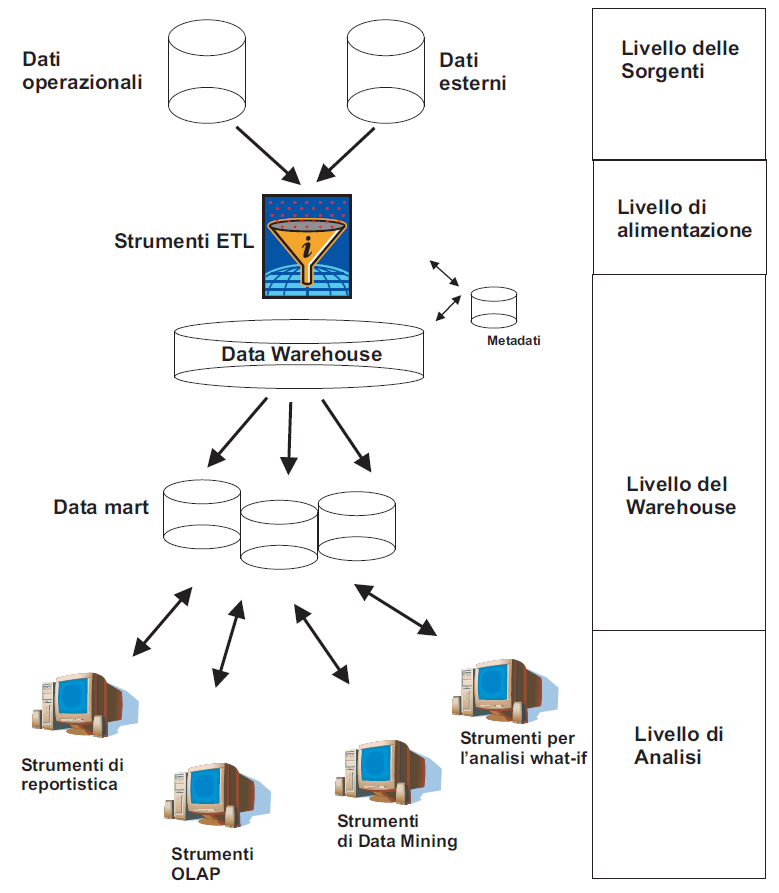 Dati
operazionali
Dati
esterni
Livello delle
Sorgenti
Strumenti ETL
i
Livello di
alimentazione
Metadati
Data Warehouse
Data mart
Livello del
Warehouse
Strumenti di
reportistica
Strumenti
OLAP
Strumenti
di Data Mining
Strumenti per
l'analisi what-if
Livello di
Analisi